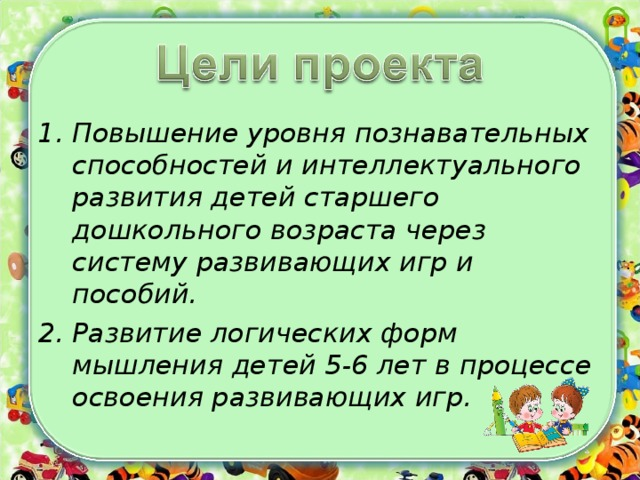 Цели проекта
1. Повышение уровня познавательных
способностей и интеллектуального
развития детей старшего
дошкольного возраста через
систему развивающих игр и
пособий.
2. Развитие логических форм
мышления детей 5-6 лет в процессе
освоения развивающих игр.